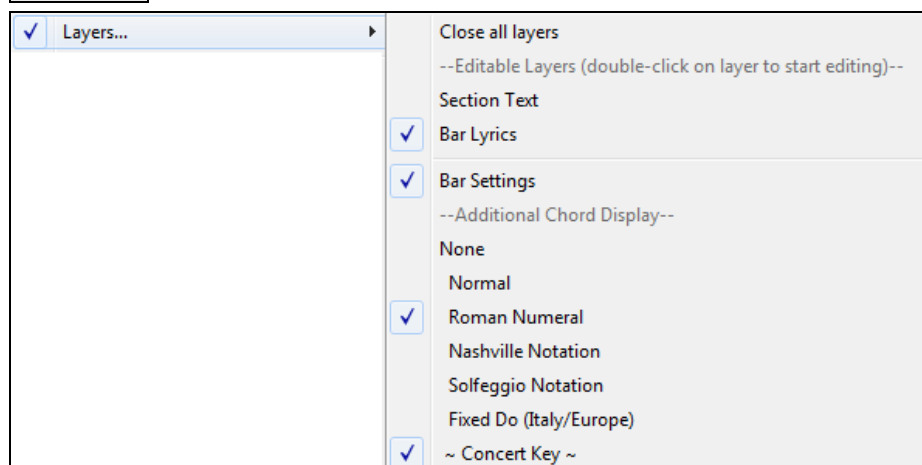 Layers...
Close all layers
--Editable Layers (double-click on layer to start editing)--
Section Text
Bar Lyrics
Bar Settings
--Additional Chord Display--
None
Normal
Roman Numeral
Nashville Notation
Solfeggio Notation
Fixed Do (Italy/Europe)
~ Concert Key ~